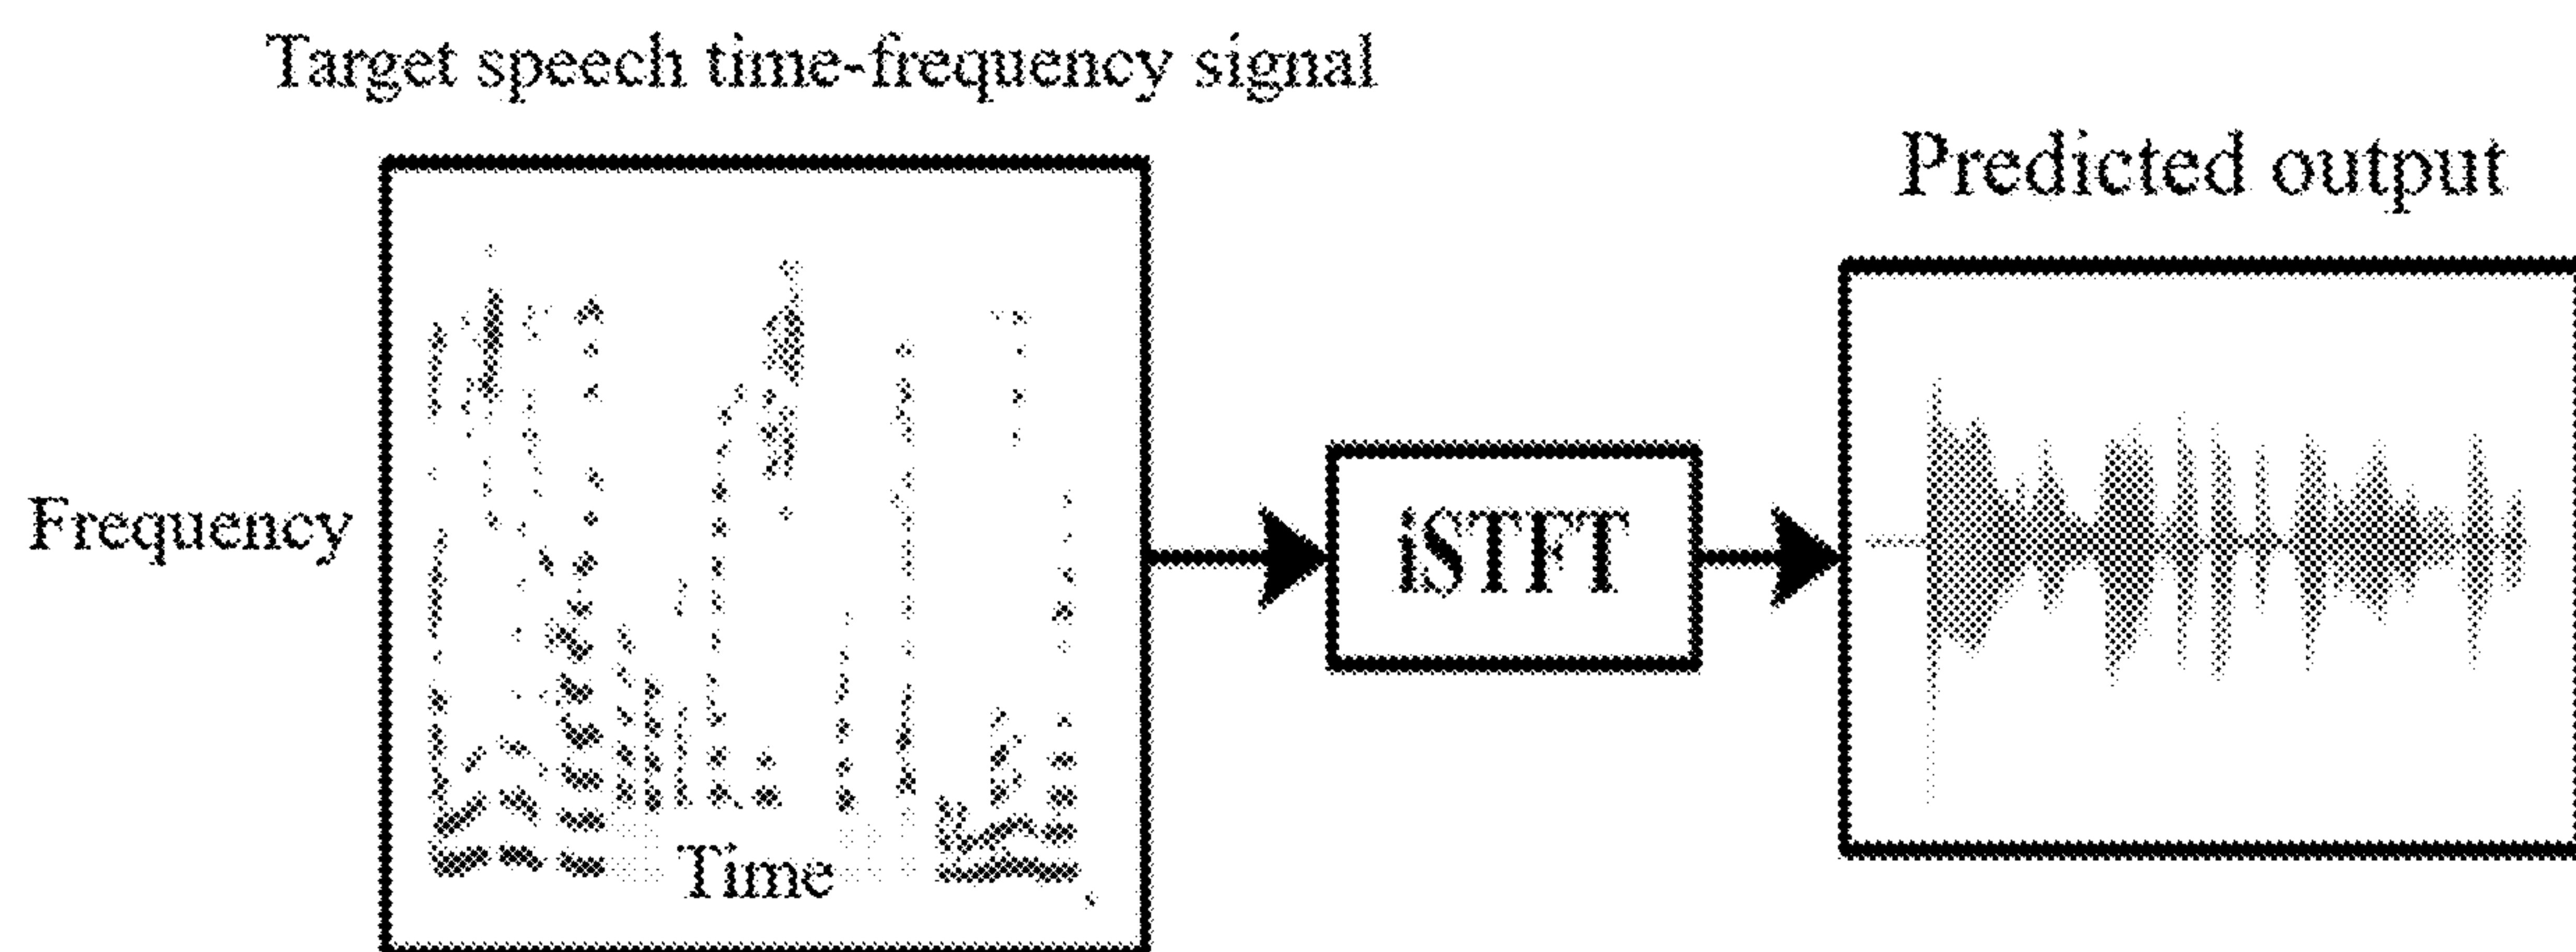 Target speech time-frequency signal
Predicted output
Frequency
iSTFT
Time